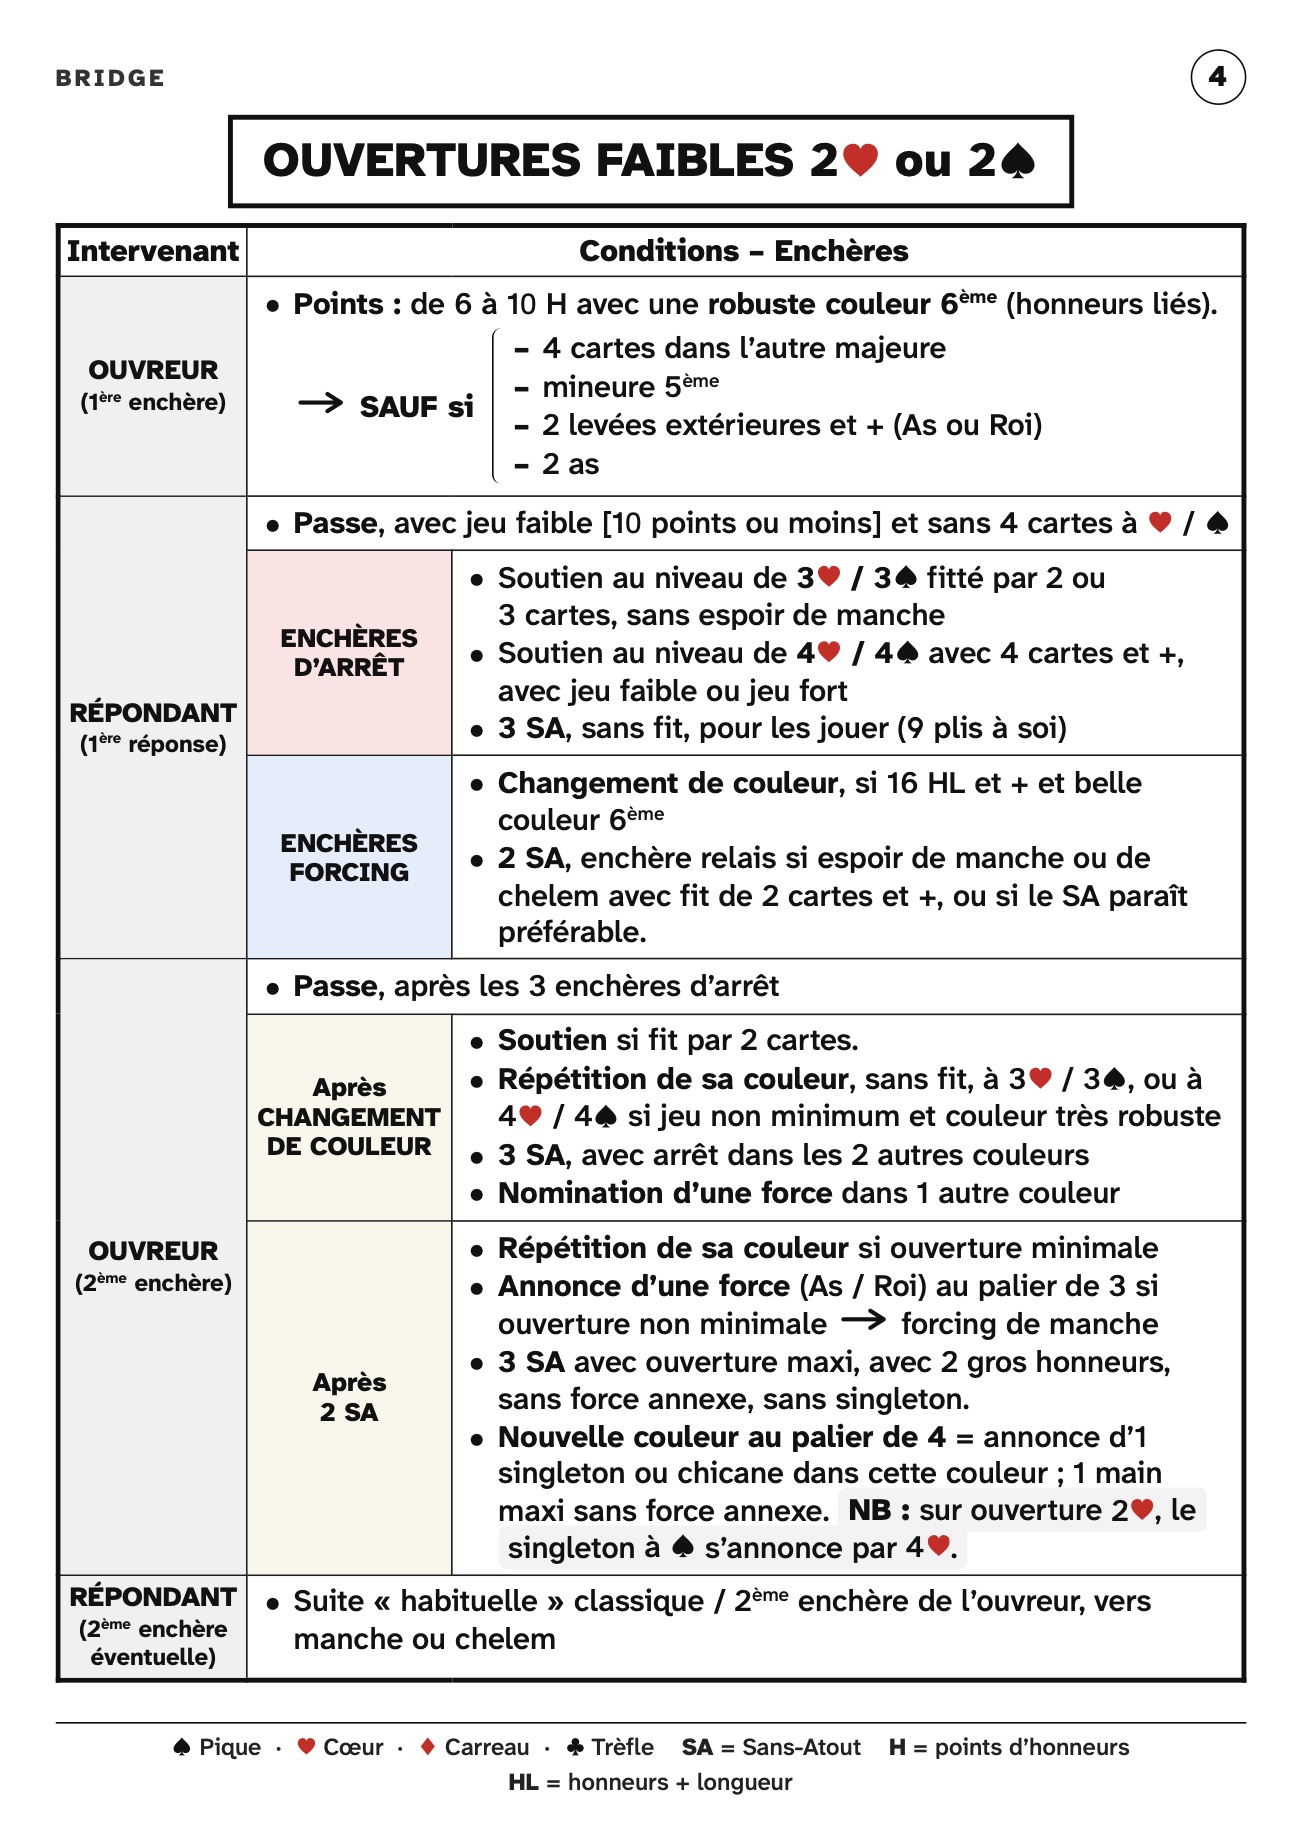 BRIDGE
4
OUVERTURES FAIBLES 2♥ ou 2♠
Intervenant
Conditions – Enchères
OUVREUR
(1ère enchère)
• Points : de 6 à 10 H avec une robuste couleur 6ème (honneurs liés).
→ SAUF si
– 4 cartes dans l’autre majeure
– mineure 5ème
– 2 levées extérieures et + (As ou Roi)
– 2 as
RÉPONDANT
(1ère réponse)
• Passe, avec jeu faible [10 points ou moins] et sans 4 cartes à ♥ / ♠
ENCHÈRES
D’ARRÊT
• Soutien au niveau de 3♥ / 3♠ fitté par 2 ou
3 cartes, sans espoir de manche
• Soutien au niveau de 4♥ / 4♠ avec 4 cartes et +,
avec jeu faible ou jeu fort
• 3 SA, sans fit, pour les jouer (9 plis à soi)
ENCHÈRES
FORCING
• Changement de couleur, si 16 HL et + et belle
couleur 6ème
• 2 SA, enchère relais si espoir de manche ou de
chelem avec fit de 2 cartes et +, ou si le SA paraît
préférable.
OUVREUR
(2ème enchère)
• Passe, après les 3 enchères d’arrêt
Après
CHANGEMENT
DE COULEUR
• Soutien si fit par 2 cartes.
• Répétition de sa couleur, sans fit, à 3♥ / 3♠, ou à
4♥ / 4♠ si jeu non minimum et couleur très robuste
• 3 SA, avec arrêt dans les 2 autres couleurs
• Nomination d’une force dans 1 autre couleur
Après
2 SA
• Répétition de sa couleur si ouverture minimale
• Annonce d’une force (As / Roi) au palier de 3 si
ouverture non minimale → forcing de manche
• 3 SA avec ouverture maxi, avec 2 gros honneurs,
sans force annexe, sans singleton.
• Nouvelle couleur au palier de 4 = annonce d’1
singleton ou chicane dans cette couleur ; 1 main
maxi sans force annexe. NB : sur ouverture 2♥, le
singleton à ♠ s’annonce par 4♥.
RÉPONDANT
(2ème enchère
éventuelle)
• Suite « habituelle » classique / 2ème enchère de l’ouvreur, vers
manche ou chelem
♠ Pique · ♥ Cœur · ♦ Carreau · ♣ Trèfle SA = Sans-Atout H = points d’honneurs
HL = honneurs + longueur